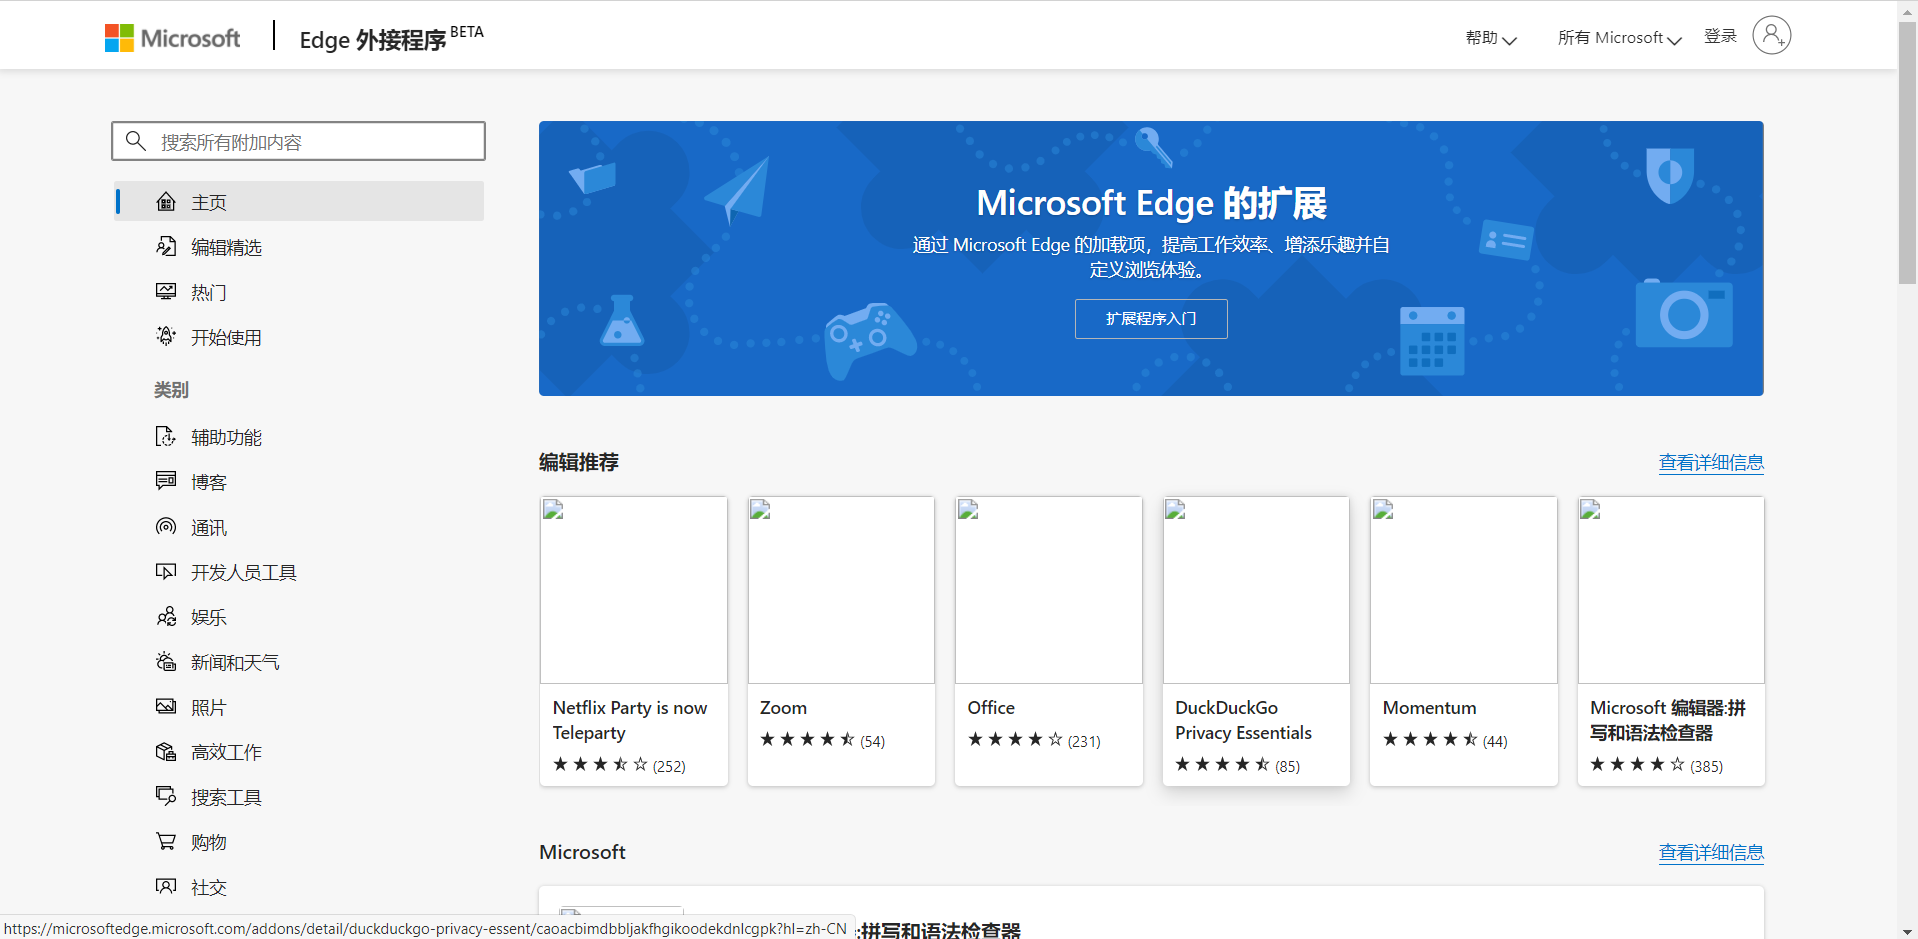 Microsoft
Edge 外接程序 BETA
帮助
所有 Microsoft
登录
搜索所有附加内容
主页
编辑精选
热门
开始使用
类别
辅助功能
博客
通讯
开发人员工具
娱乐
新闻和天气
照片
高效工作
搜索工具
购物
社交
Microsoft Edge 的扩展
通过 Microsoft Edge 的加载项，提高工作效率、增添乐趣并自
定义浏览体验。
扩展程序入门
编辑推荐
查看详细信息
Netflix Party is now
Teleparty
(252)
Zoom
(54)
Office
(231)
DuckDuckGo
Privacy Essentials
(85)
Momentum
(44)
Microsoft 编辑器:拼
写和语法检查器
(385)
Microsoft
查看详细信息
:拼写和语法检查器
https://microsoftedge.microsoft.com/addons/detail/duckduckgo-privacy-essent/caoacbimdbbljakfhgikoodekdnlcgpk?hl=zh-CN